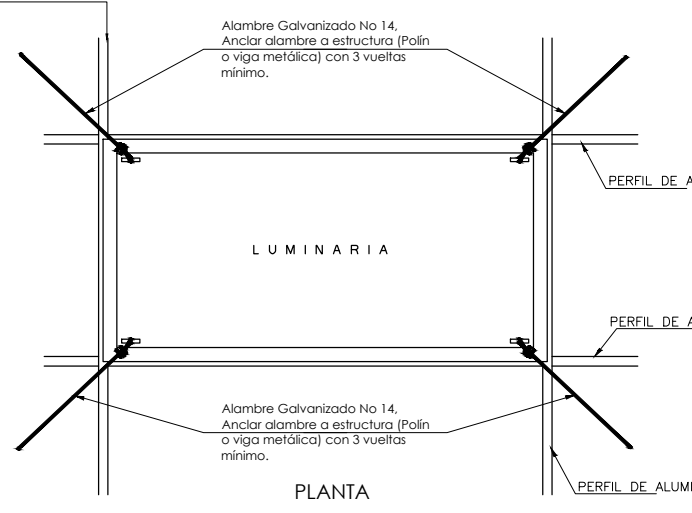 Alambre Galvanizado No 14,
Anclar alambre a estructura (Polín
o viga metálica) con 3 vueltas
mínimo.
PERFIL DE A
LUMINARIA
PERFIL DE A
Alambre Galvanizado No 14,
Anclar alambre a estructura (Polín
o viga metálica) con 3 vueltas
mínimo.
PERFIL DE ALUMI
PLANTA